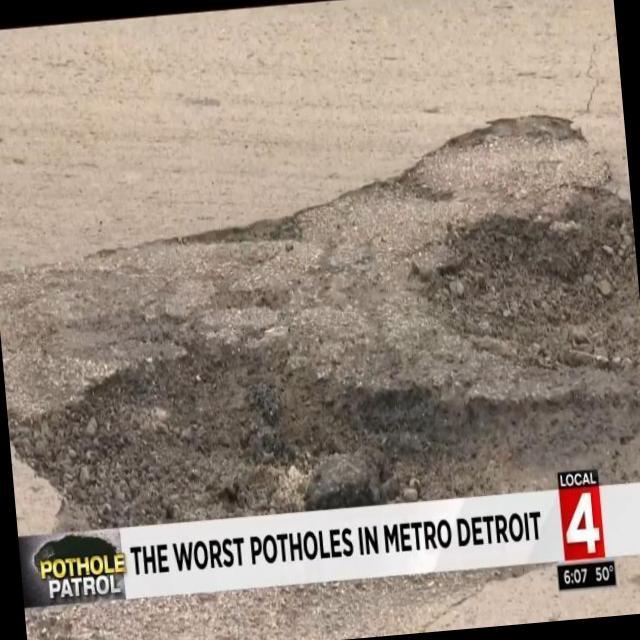 POTHOLE
PATROL
THE WORST POTHOLES IN METRO DETROIT
LOCAL
4
6:07 50°